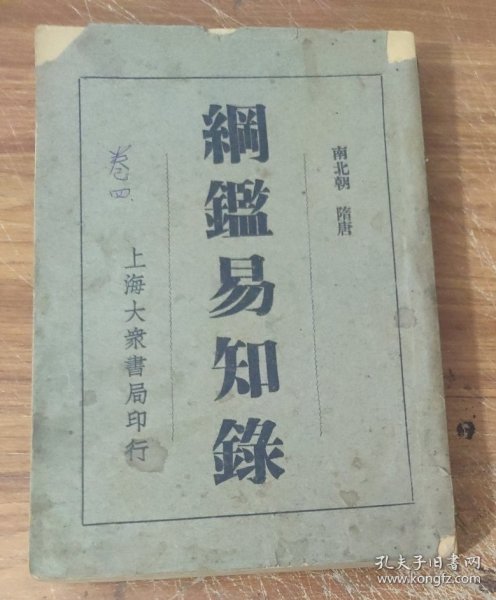 南北朝 隋唐
綱鑑易知錄
上海大衆書局印行
卷四
孔夫子旧书网
www.kongfz.com